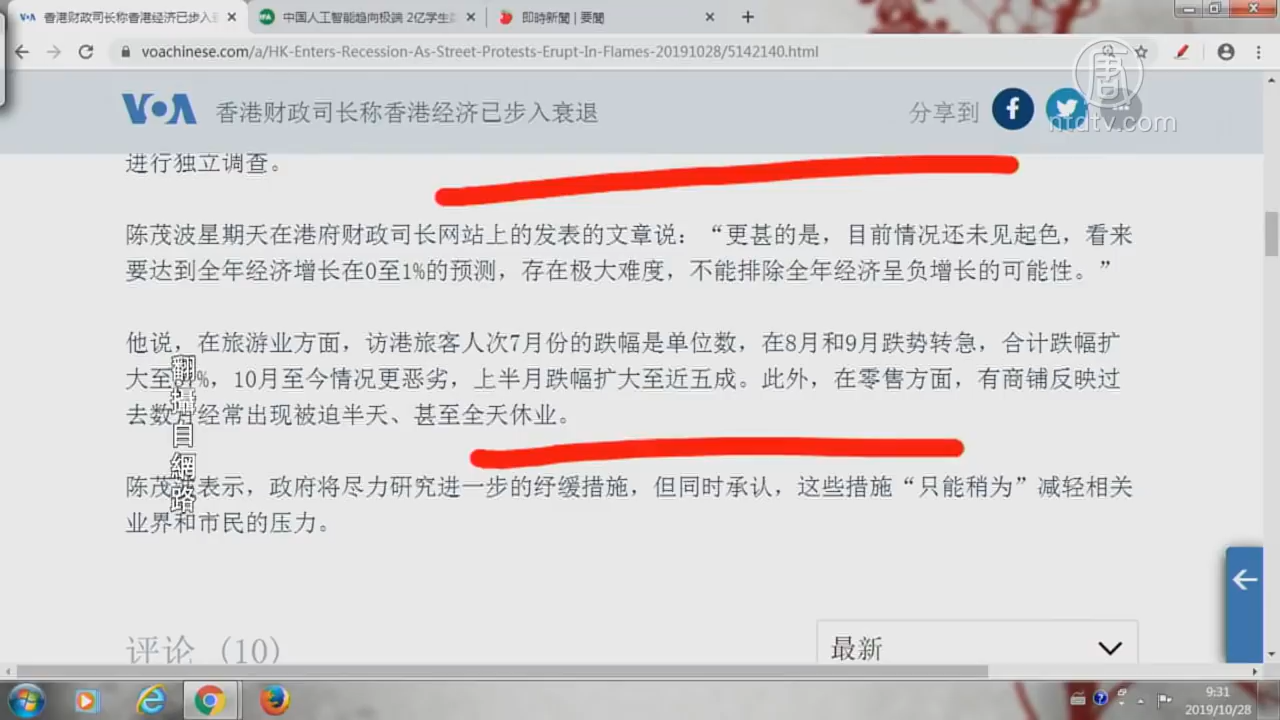 香港财政司长称香港经济已步入
中国人工智能趋向极端 2亿学生
即時新聞 | 要聞
voachinese.com/a/HK-Enters-Recession-As-Street-Protests-Erupt-In-Flames-20191028/5142140.html
VOA 香港财政司长称香港经济已步入衰退
分享到
唐
ntdtv.com
进行独立调查。
陈茂波星期天在港府财政司长网站上的发表的文章说：“更甚的是，目前情况还未见起色，看来
要达到全年经济增长在0至1%的预测，存在极大难度，不能排除全年经济呈负增长的可能性。”
他说，在旅游业方面，访港旅客人次7月份的跌幅是单位数，在8月和9月跌势转急，合计跌幅扩
大至 %，10月至今情况更恶劣，上半月跌幅扩大至近五成。此外，在零售方面，有商铺反映过
去数 经常出现被迫半天、甚至全天休业。
陈茂 表示，政府将尽力研究进一步的纾缓措施，但同时承认，这些措施“只能稍为”减轻相关
业界和市民的压力。
翻攝自網路
评论 (10)
最新
9:31
2019/10/28